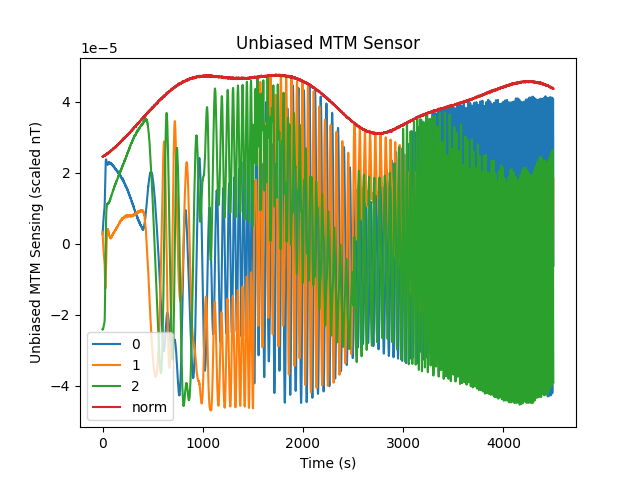 Unbiased MTM Sensor
1e−5
Unbiased MTM Sensing (scaled nT)
4
2
0
−2
−4
0
1
2
norm
0
1000
2000
3000
4000
Time (s)